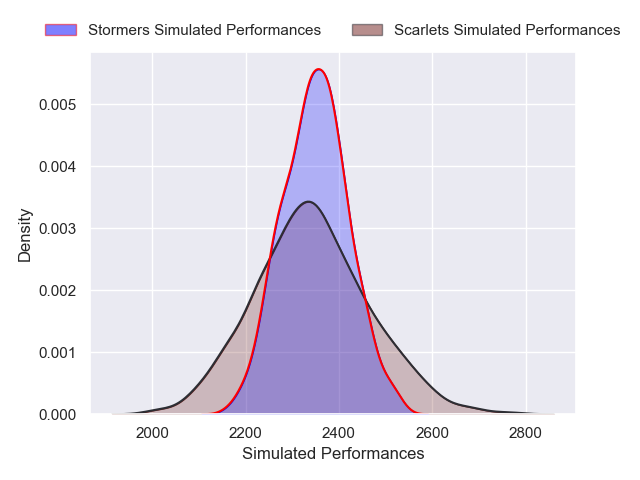 Stormers Simulated Performances Scarlets Simulated Performances
0.005
0.004
0.003
0.002
0.001
0.000
Density
2000 2200 2400 2600 2800
Simulated Performances